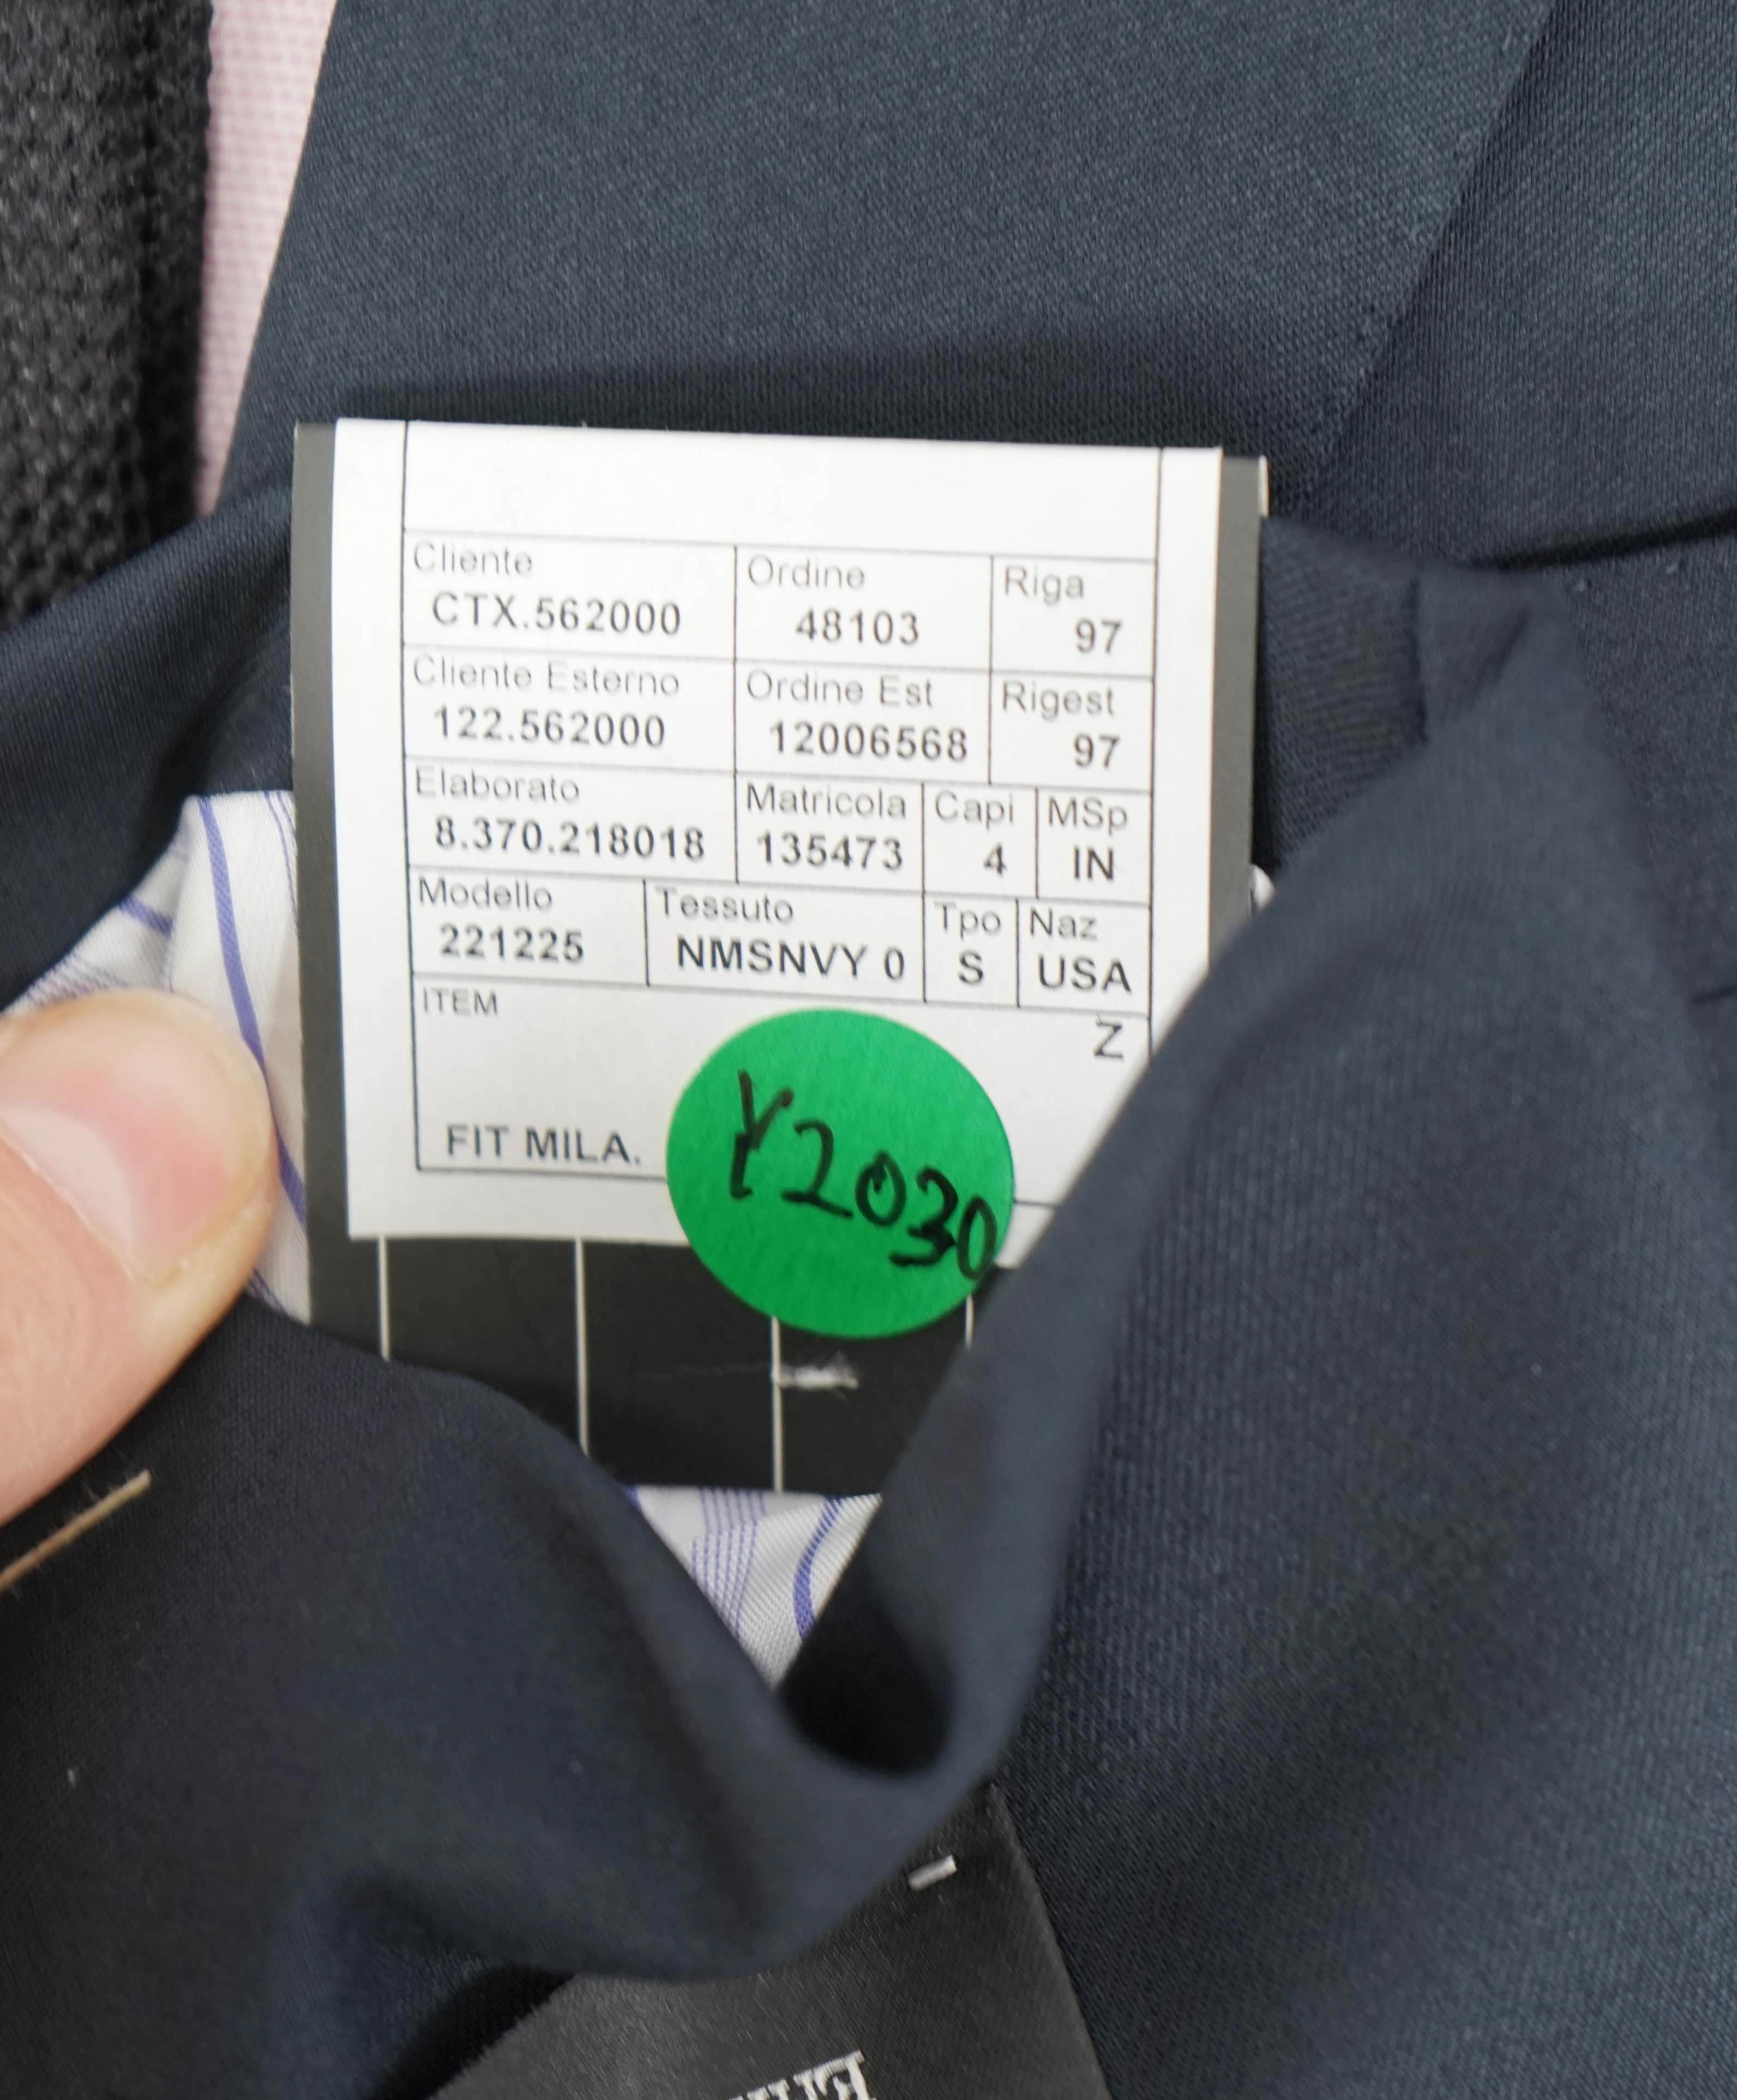 Cliente Ordine Riga
CTX.562000 48103 97
Cliente Esterno Ordine Est Rigest
122.562000 12006568 97
Elaborato Matricola Capi MSp
8.370.218018 135473 4 IN
Modello Tessuto Tpo Naz
221225 NMSNVY 0 S USA
ITEM
Z
FIT MILA.
Y2030